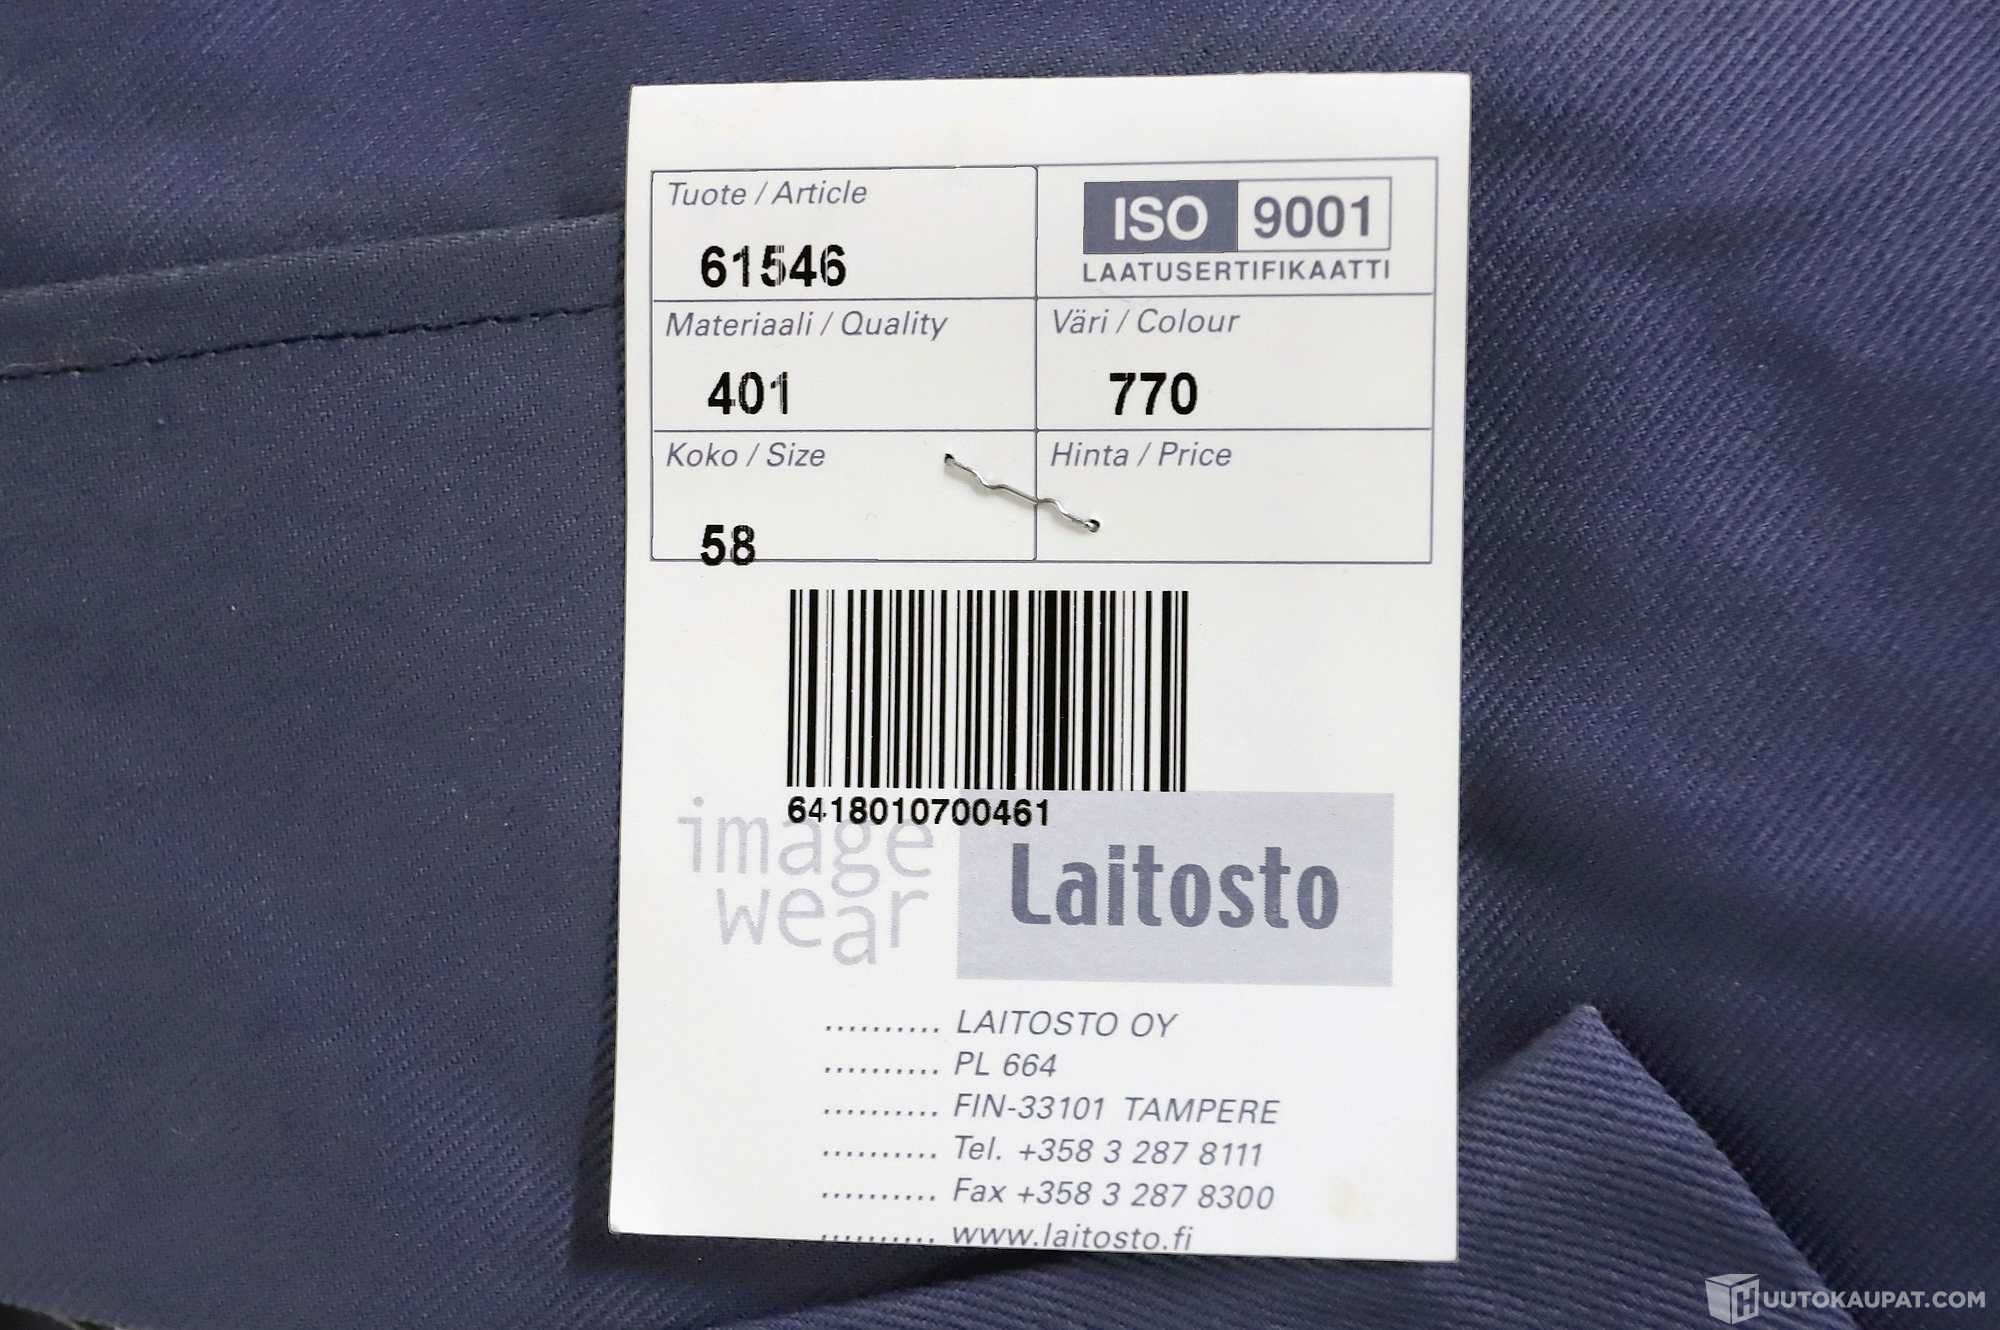 Tuote / Article
61546
ISO 9001
LAATUSERTIFIKAATTI
Materiaali / Quality
401
Väri / Colour
770
Koko / Size
58
Hinta / Price
6418010700461
image
wear
Laitosto
.......... LAITOSTO OY
.......... PL 664
.......... FIN-33101 TAMPERE
.......... Tel. +358 3 287 8111
.......... Fax +358 3 287 8300
.......... www.laitosto.fi
HUUTOKAUPAT.COM